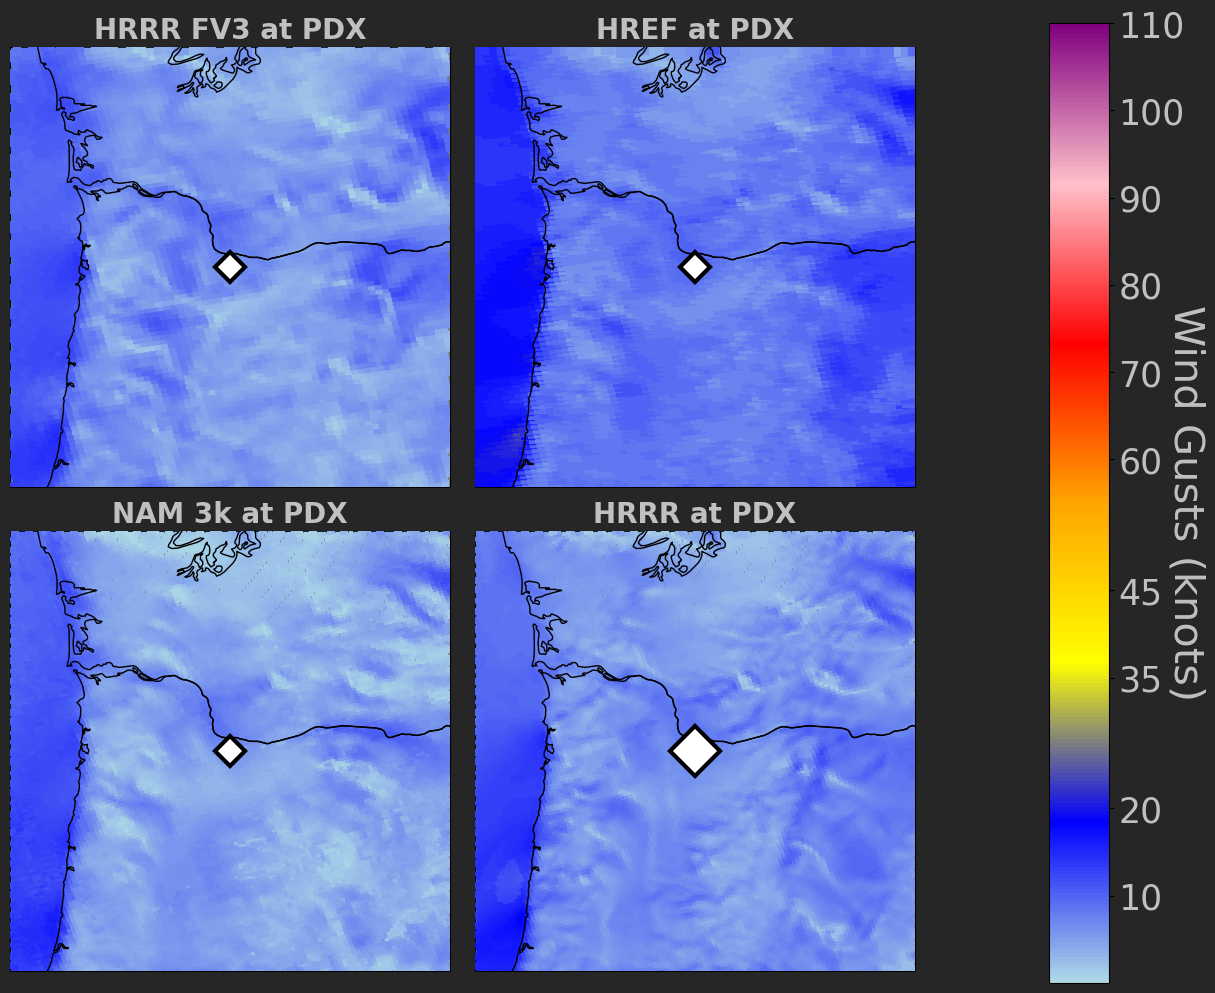 HRRR FV3 at PDX
HREF at PDX
NAM 3k at PDX
HRRR at PDX
110
100
90
80
70
60
45
35
20
10
Wind Gusts (knots)